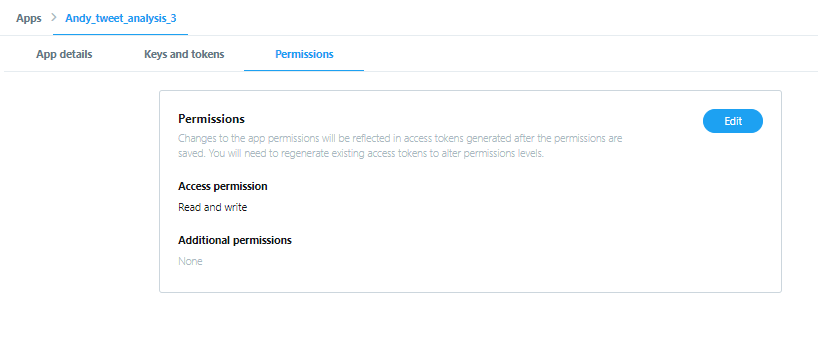 Apps > Andy_tweet_analysis_3
App details Keys and tokens Permissions
Permissions
Edit
Changes to the app permissions will be reflected in access tokens generated after the permissions are
saved. You will need to regenerate existing access tokens to alter permissions levels.
Access permission
Read and write
Additional permissions
None